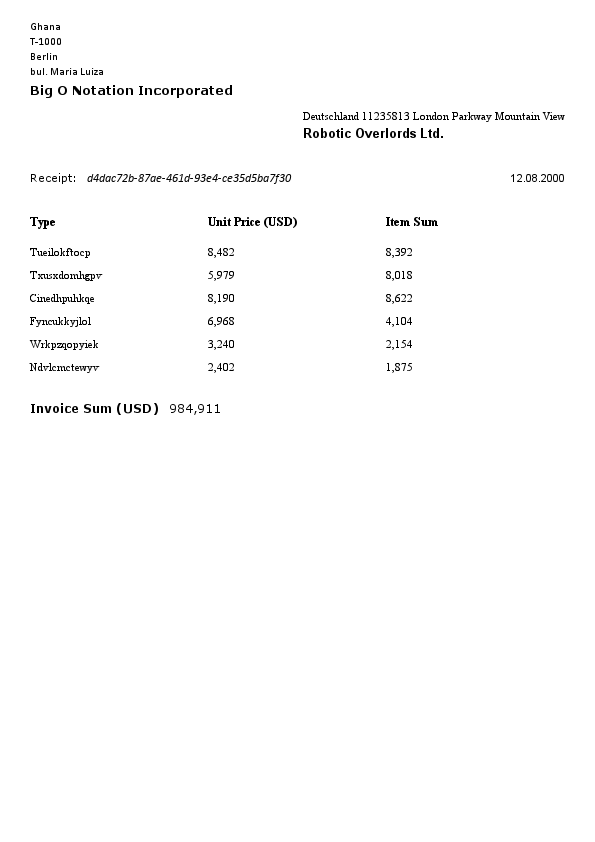 Ghana
T-1000
Berlin
bul. Maria Luiza
Big O Notation Incorporated
Deutschland 11235813 London Parkway Mountain View
Robotic Overlords Ltd.
Receipt: d4dac72b-87ae-461d-93e4-ce35d5ba7f30 12.08.2000
Type Unit Price (USD) Item Sum
Tueilokftocp 8,482 8,392
Txusxdomhgpv 5,979 8,018
Cinedhpuhkqe 8,190 8,622
Fyncukkyjlol 6,968 4,104
Wrkpzqopyiek 3,240 2,154
Ndvlcmctewyv 2,402 1,875
Invoice Sum (USD) 984,911